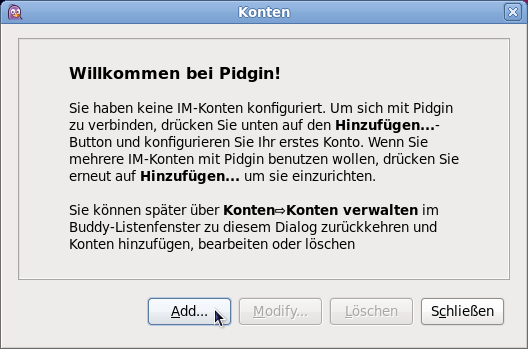 Konten
Willkommen bei Pidgin!
Sie haben keine IM-Konten konfiguriert. Um sich mit Pidgin
zu verbinden, drücken Sie unten auf den Hinzufügen...-
Button und konfigurieren Sie Ihr erstes Konto. Wenn Sie
mehrere IM-Konten mit Pidgin benutzen wollen, drücken Sie
erneut auf Hinzufügen... um sie einzurichten.
Sie können später über Konten⇨Konten verwalten im
Buddy-Listenfenster zu diesem Dialog zurückkehren und
Konten hinzufügen, bearbeiten oder löschen
Add... Modify... Löschen Schließen